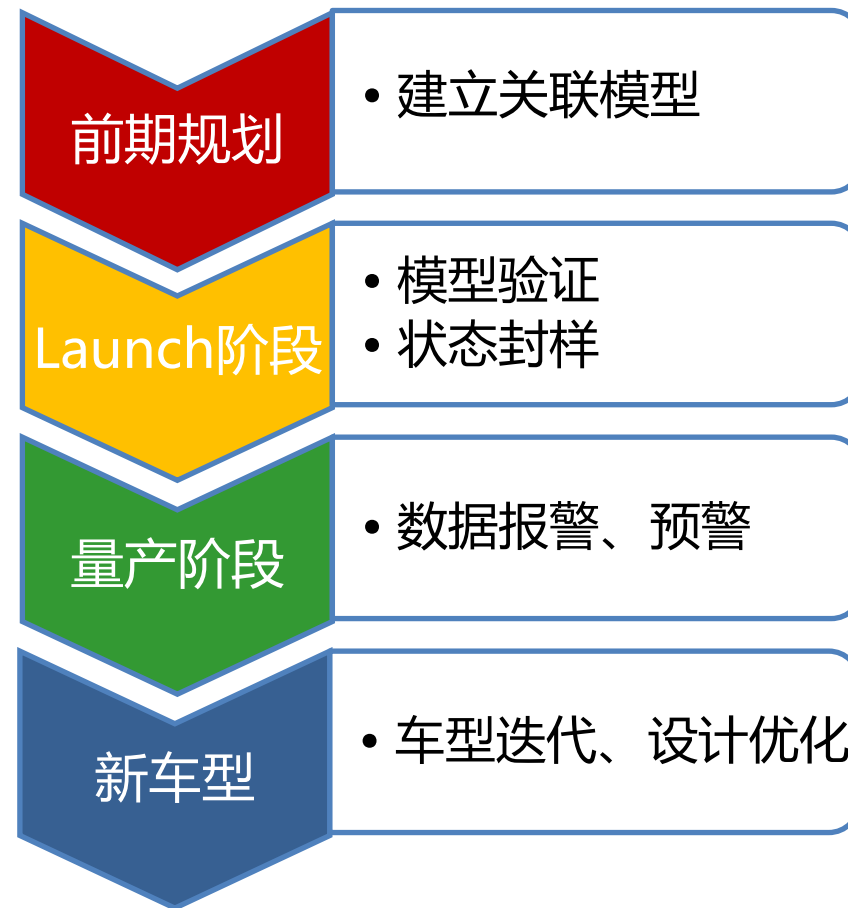 前期规划
• 建立关联模型
Launch阶段
• 模型验证
• 状态封样
量产阶段
• 数据报警、预警
新车型
• 车型迭代、设计优化